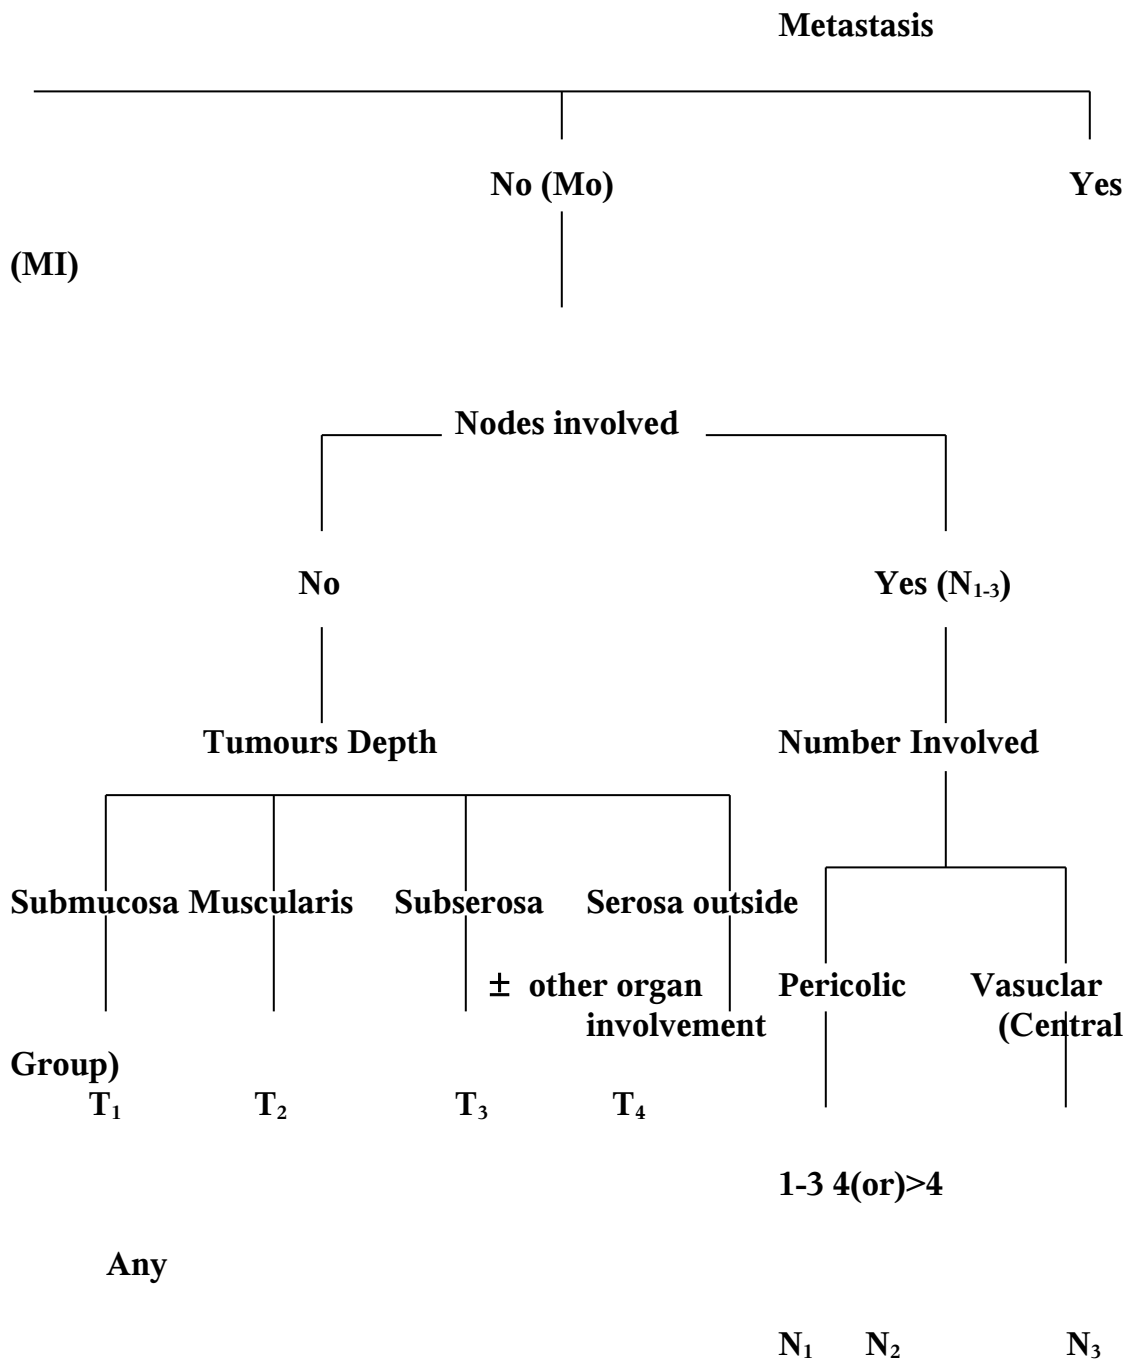 Metastasis
No (Mo) Yes
(MI)
Nodes involved
No Yes (N₁₋₃)
Tumours Depth Number Involved
Submucosa Muscularis Subserosa Serosa outside
± other organ Pericolic Vasuclar
involvement (Central
Group)
T₁ T₂ T₃ T₄
1-3 4(or)>4
Any
N₁ N₂ N₃